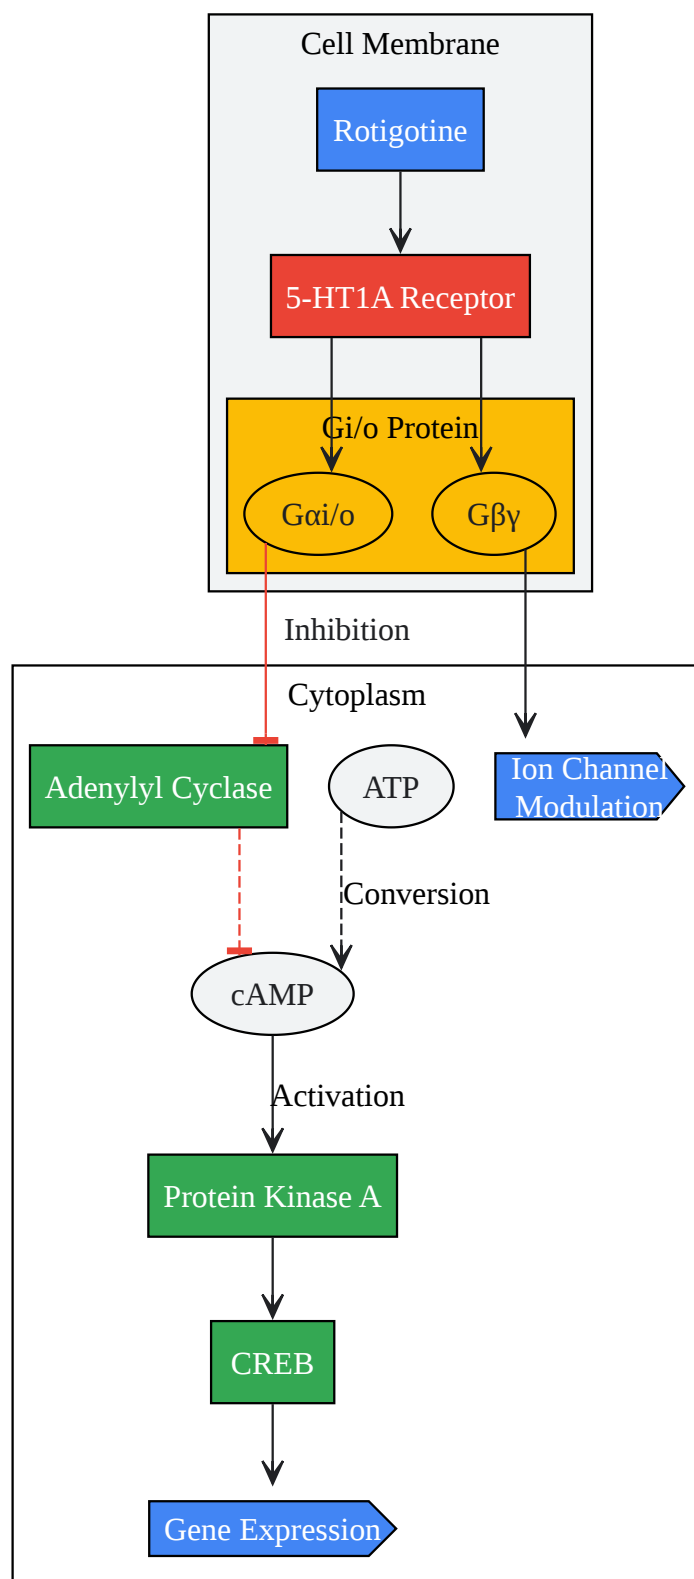 Cell Membrane
Rotigotine
5-HT1A Receptor
Gi/o Protein
Gαi/o
Gβγ
Inhibition
Cytoplasm
Adenylyl Cyclase
ATP
Ion Channel
Modulation
Conversion
cAMP
Activation
Protein Kinase A
CREB
Gene Expression